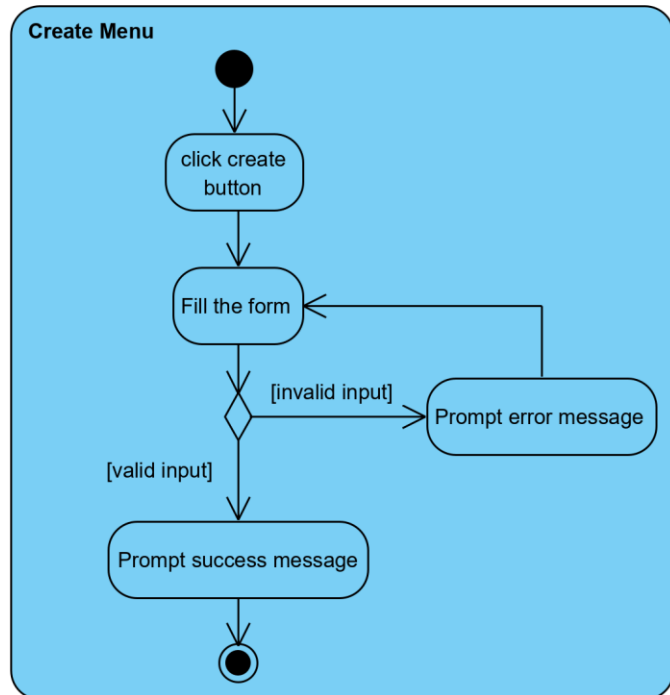 Create Menu
click create
button
Fill the form
[invalid input]
Prompt error message
[valid input]
Prompt success message